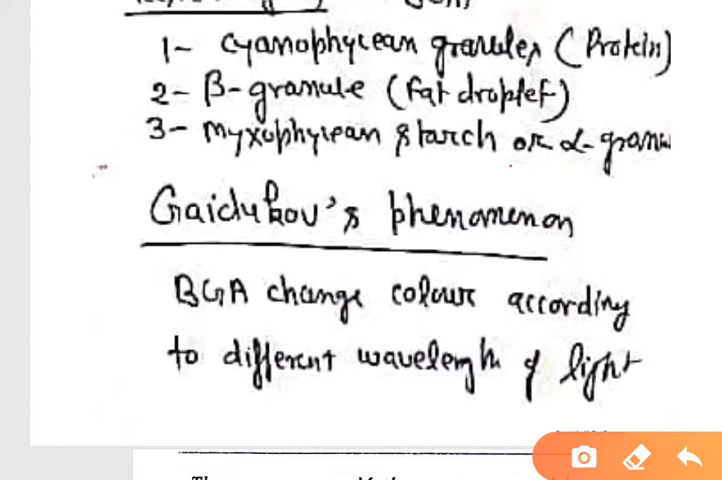 1- Cyanophycean granules (Protein)
2- β-granule (fat droplet)
3- Myxophycean starch or α-granu
Gaidukov's phenomenon
BGA change colour according
to different wavelength of light